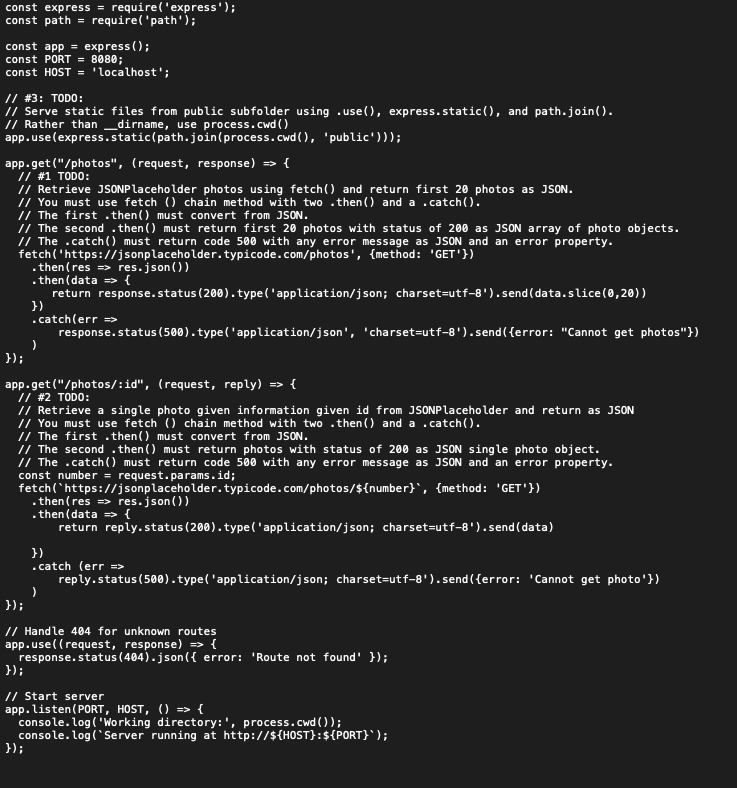 const express = require('express');
const path = require('path');

const app = express();
const PORT = 8080;
const HOST = 'localhost';

// #3: TODO:
// Serve static files from public subfolder using .use(), express.static(), and path.join().
// Rather than __dirname, use process.cwd()
app.use(express.static(path.join(process.cwd(), 'public')));

app.get("/photos", (request, response) => {
  // #1 TODO:
  // Retrieve JSONPlaceholder photos using fetch() and return first 20 photos as JSON.
  // You must use fetch () chain method with two .then() and a .catch().
  // The first .then() must convert from JSON.
  // The second .then() must return first 20 photos with status of 200 as JSON array of photo objects.
  // The .catch() must return code 500 with any error message as JSON and an error property.
  fetch('https://jsonplaceholder.typicode.com/photos', {method: 'GET'})
    .then(res => res.json())
    .then(data => {
       return response.status(200).type('application/json; charset=utf-8').send(data.slice(0,20))
    })
    .catch(err =>
        response.status(500).type('application/json', 'charset=utf-8').send({error: "Cannot get photos"})
    )
});

app.get("/photos/:id", (request, reply) => {
  // #2 TODO:
  // Retrieve a single photo given information given id from JSONPlaceholder and return as JSON
  // You must use fetch () chain method with two .then() and a .catch().
  // The first .then() must convert from JSON.
  // The second .then() must return photos with status of 200 as JSON single photo object.
  // The .catch() must return code 500 with any error message as JSON and an error property.
  const number = request.params.id;
  fetch(`https://jsonplaceholder.typicode.com/photos/${number}`, {method: 'GET'})
    .then(res => res.json())
    .then(data => {
        return reply.status(200).type('application/json; charset=utf-8').send(data)

    })
    .catch (err =>
        reply.status(500).type('application/json; charset=utf-8').send({error: 'Cannot get photo'})
    )
});

// Handle 404 for unknown routes
app.use((request, response) => {
  response.status(404).json({ error: 'Route not found' });
});

// Start server
app.listen(PORT, HOST, () => {
  console.log('Working directory:', process.cwd());
  console.log(`Server running at http://${HOST}:${PORT}`);
});